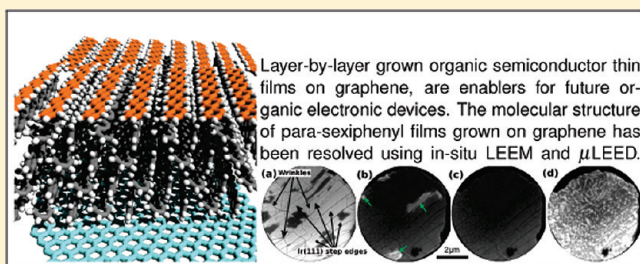 Layer-by-layer grown organic semiconductor thin
films on graphene, are enablers for future or-
ganic electronic devices. The molecular structure
of para-sexiphenyl films grown on graphene has
been resolved using in-situ LEEM and μLEED.
(a) Wrinkles (b) (c) (d)
Ir(111) step edges 2μm